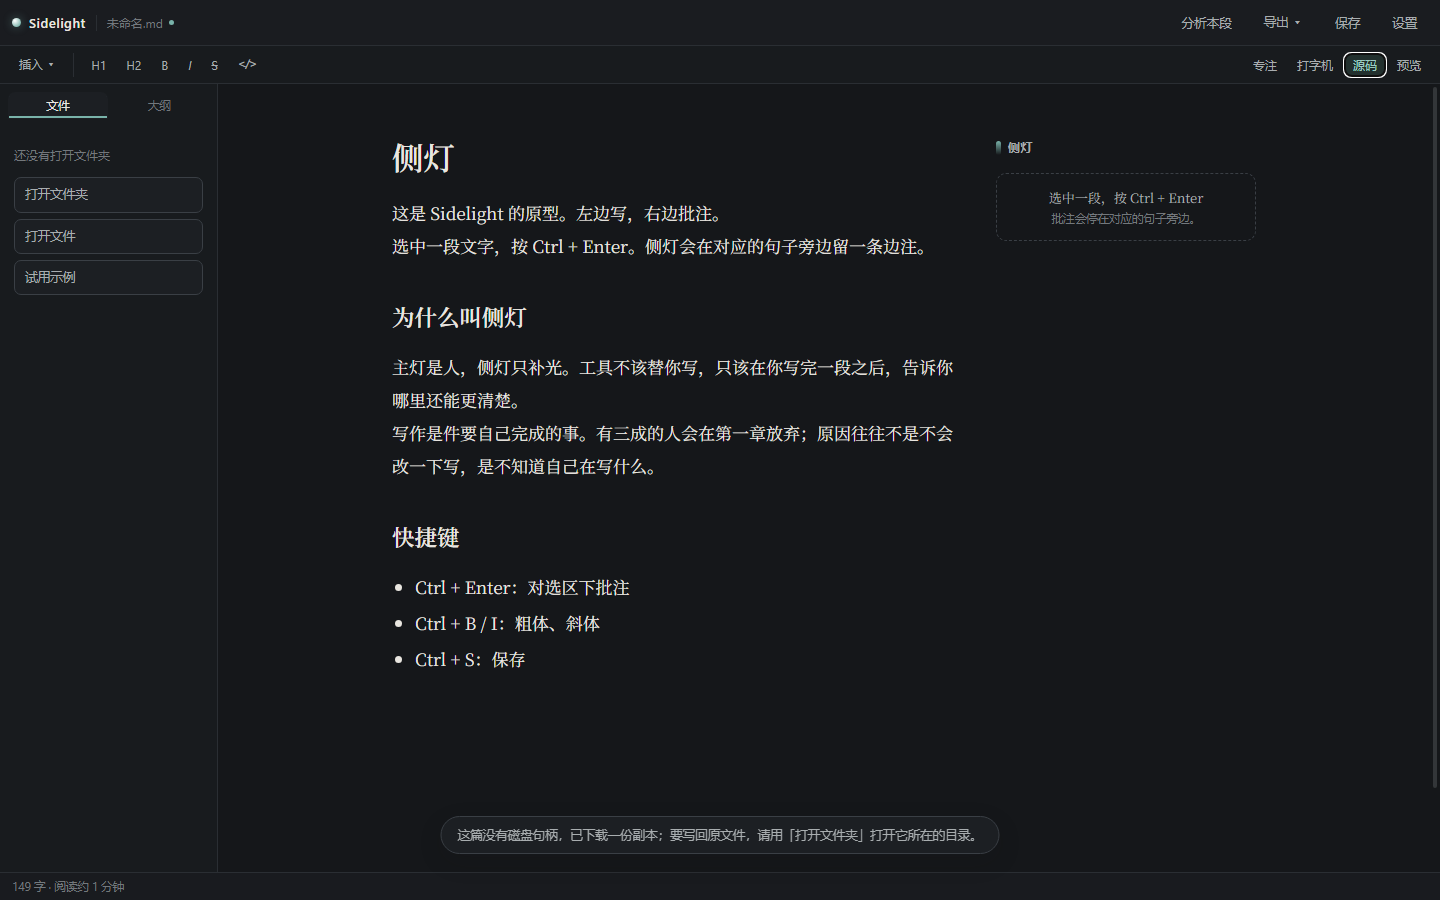 Sidelight
未命名.md
分析本段
导出
保存
设置
插入
H1
H2
B
I
S
</>
专注
打字机
源码
预览
文件
大纲
还没有打开文件夹
打开文件夹
打开文件
试用示例
侧灯
这是 Sidelight 的原型。左边写，右边批注。
选中一段文字，按 Ctrl + Enter。侧灯会在对应的句子旁边留一条边注。
为什么叫侧灯
主灯是人，侧灯只补光。工具不该替你写，只该在你写完一段之后，告诉你
哪里还能更清楚。
写作是件要自己完成的事。有三成的人会在第一章放弃；原因往往不是不会
改一下写，是不知道自己在写什么。
快捷键
Ctrl + Enter：对选区下批注
Ctrl + B / I：粗体、斜体
Ctrl + S：保存
侧灯
选中一段，按 Ctrl + Enter
批注会停在对应的句子旁边。
这篇没有磁盘句柄，已下载一份副本；要写回原文件，请用「打开文件夹」打开它所在的目录。
149 字 · 阅读约 1 分钟